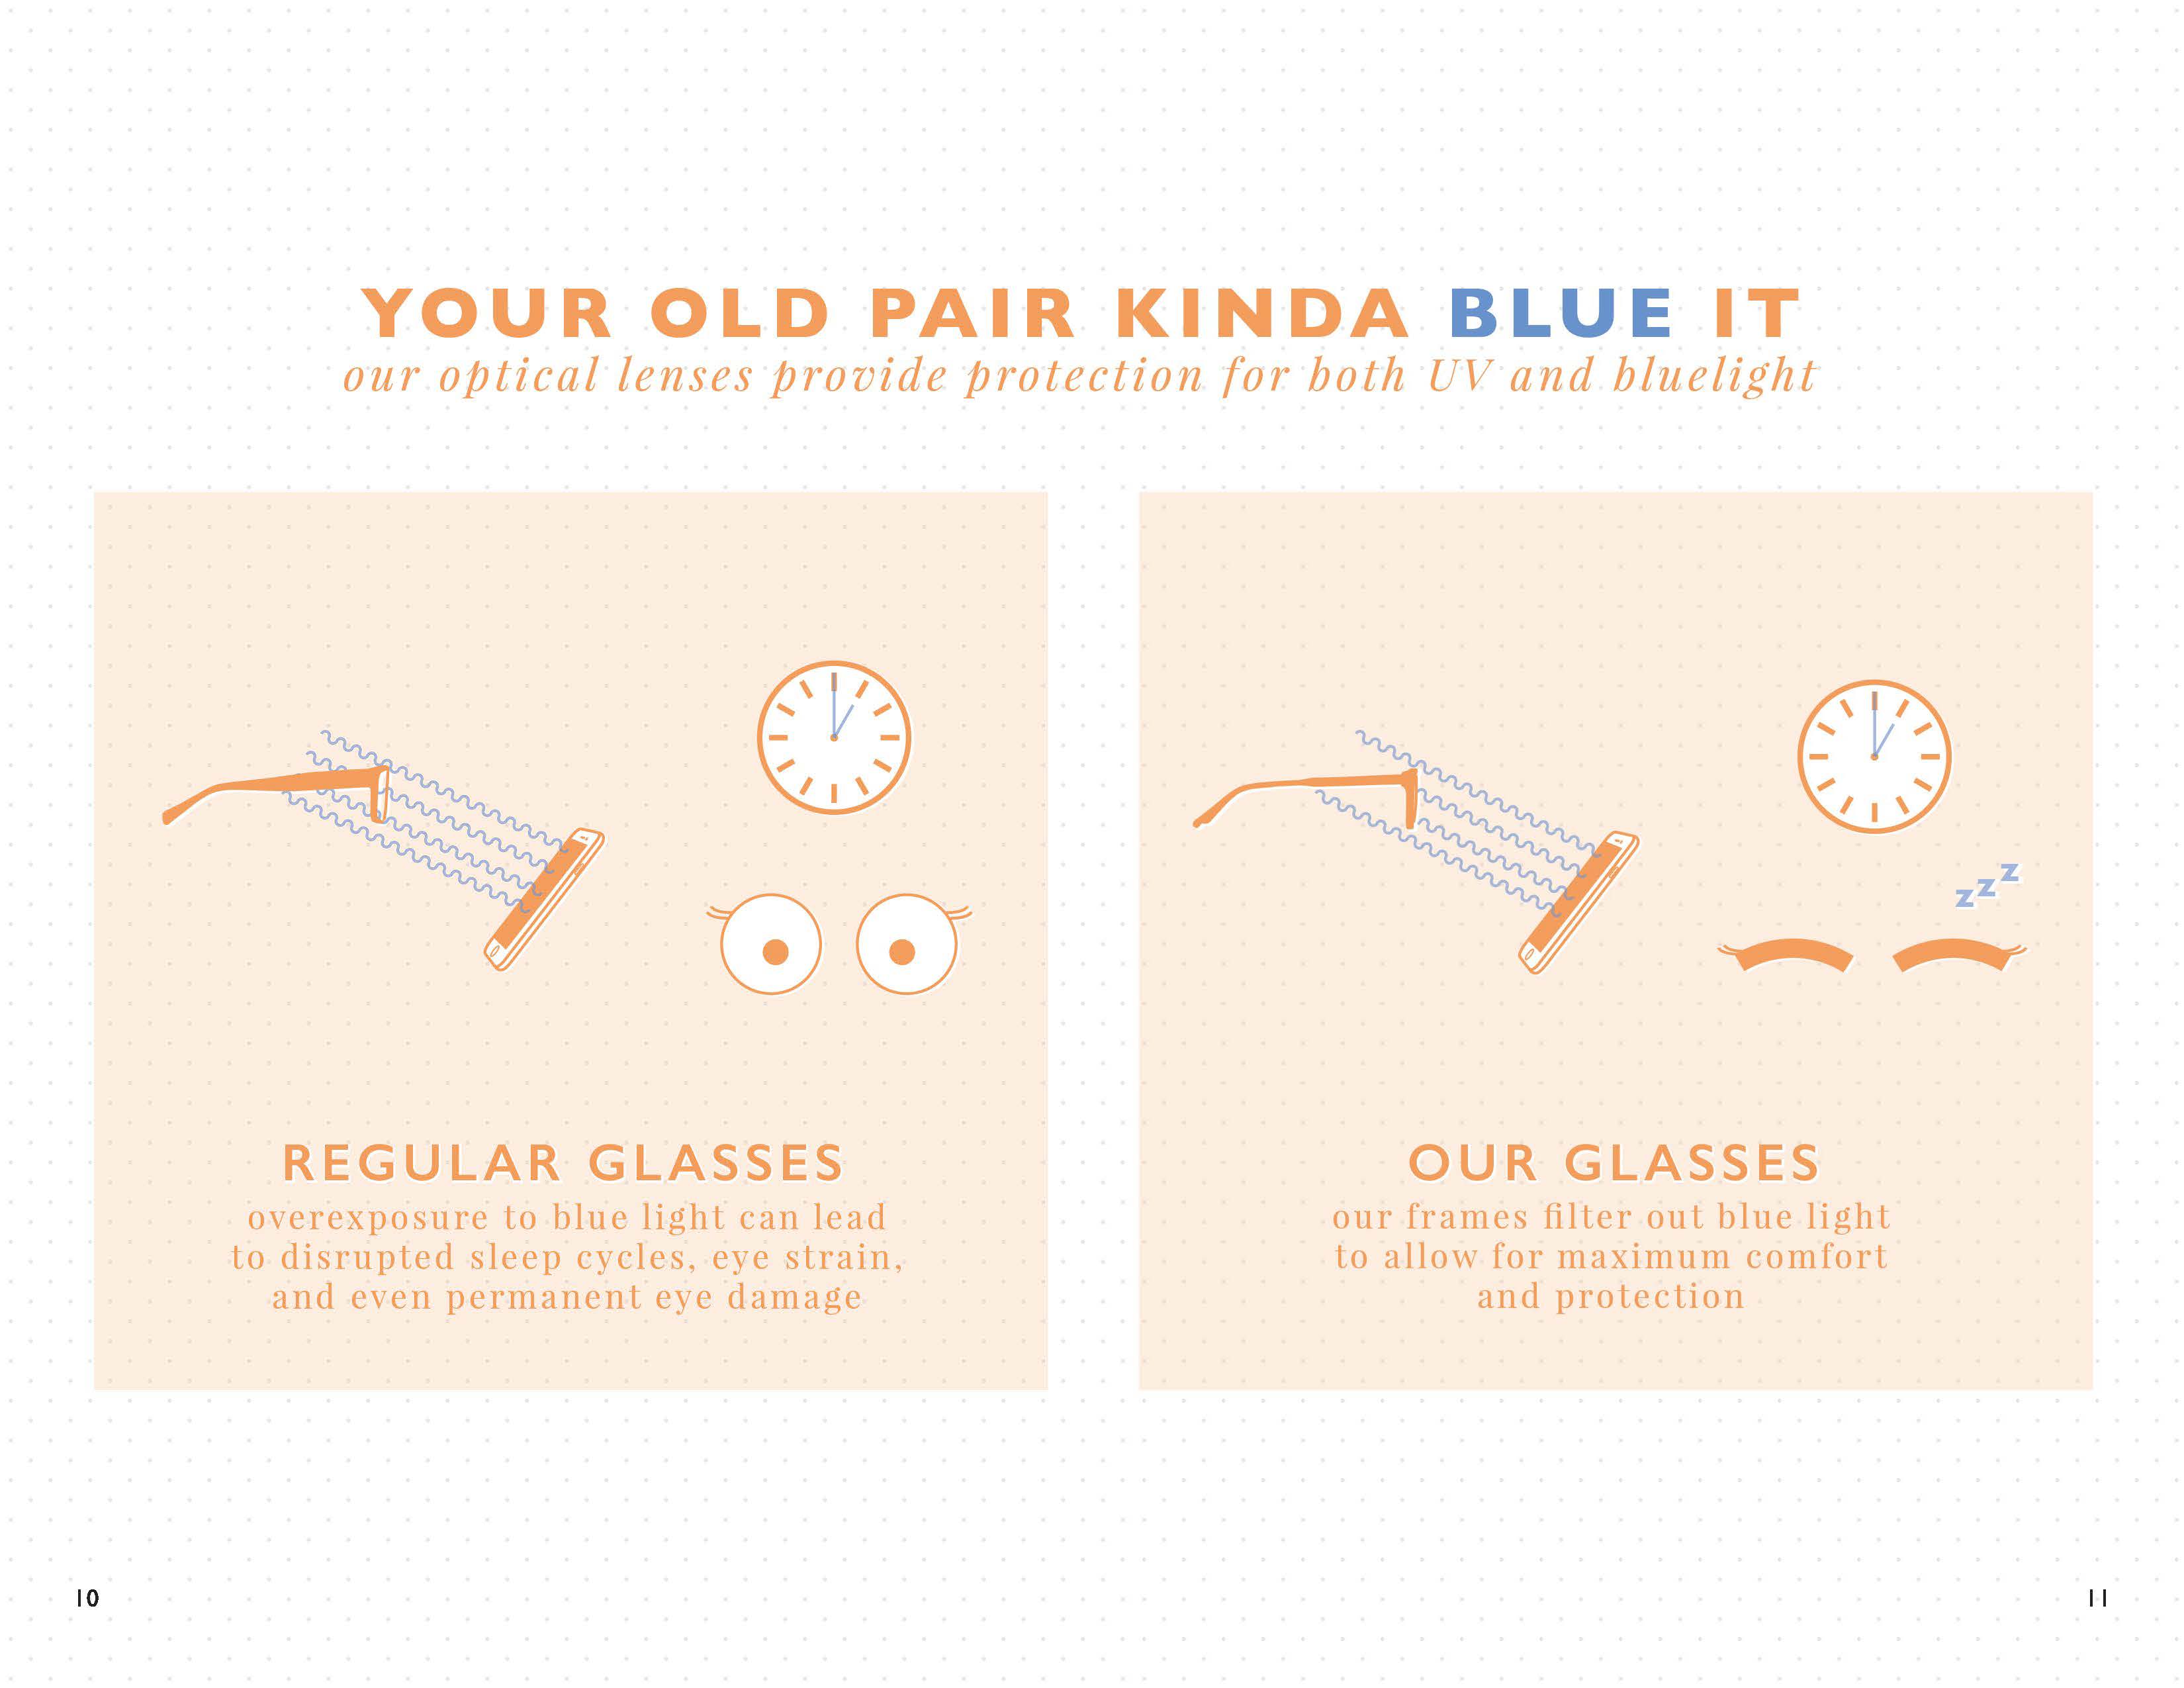 YOUR OLD PAIR KINDA BLUE IT
our optical lenses provide protection for both UV and bluelight
z z z
REGULAR GLASSES
overexposure to blue light can lead
to disrupted sleep cycles, eye strain,
and even permanent eye damage
OUR GLASSES
our frames filter out blue light
to allow for maximum comfort
and protection
10
11